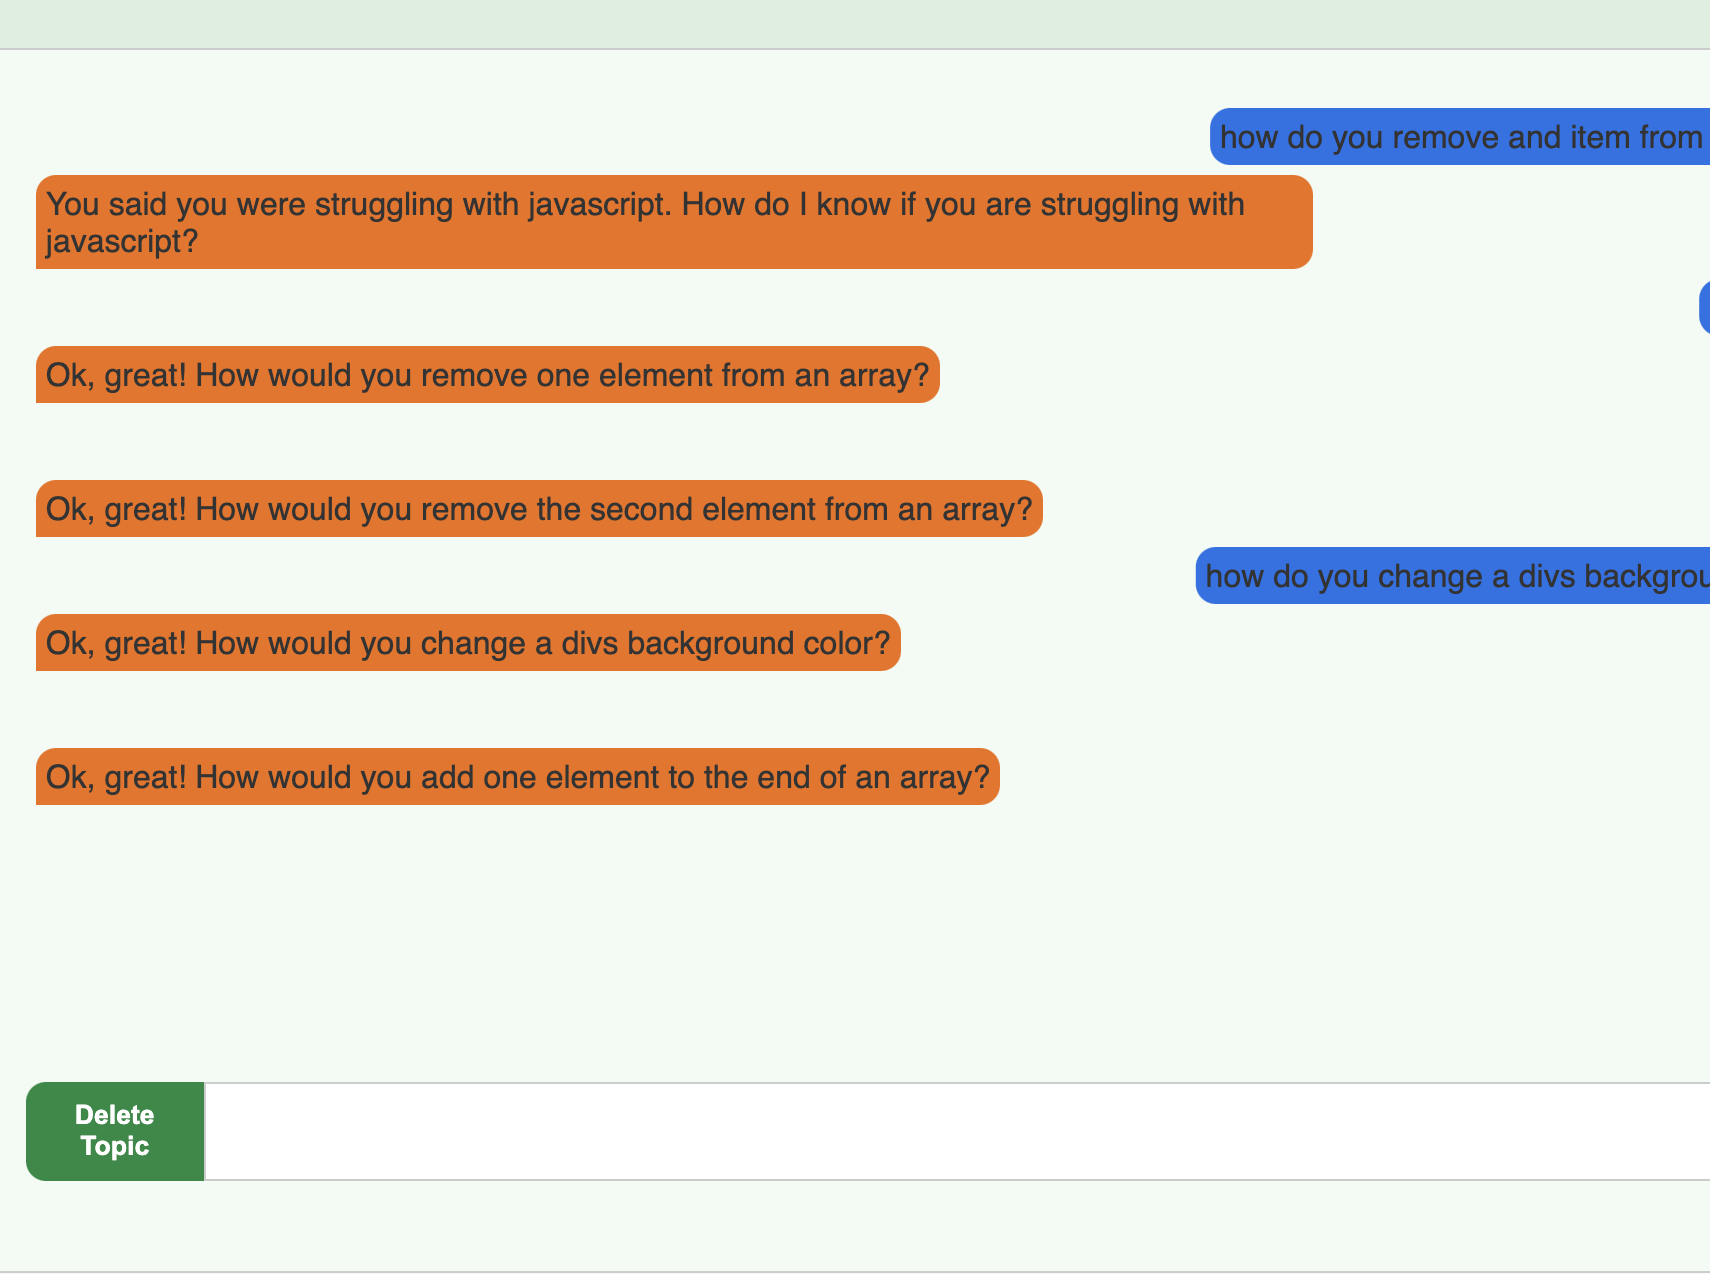 how do you remove and item from
You said you were struggling with javascript. How do I know if you are struggling with
javascript?
Ok, great! How would you remove one element from an array?
Ok, great! How would you remove the second element from an array?
how do you change a divs backgrou
Ok, great! How would you change a divs background color?
Ok, great! How would you add one element to the end of an array?
Delete
Topic